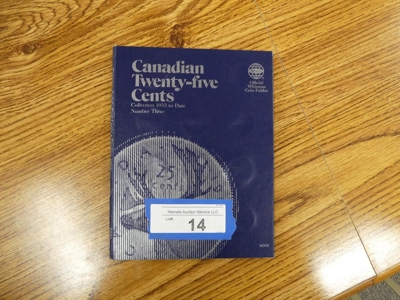 Canadian
Twenty-five
Cents
Collection 1953 to Date
Number Three
Official
Whitman
Coin Folder
25
cents
Auction Service LLC
Lot#
14